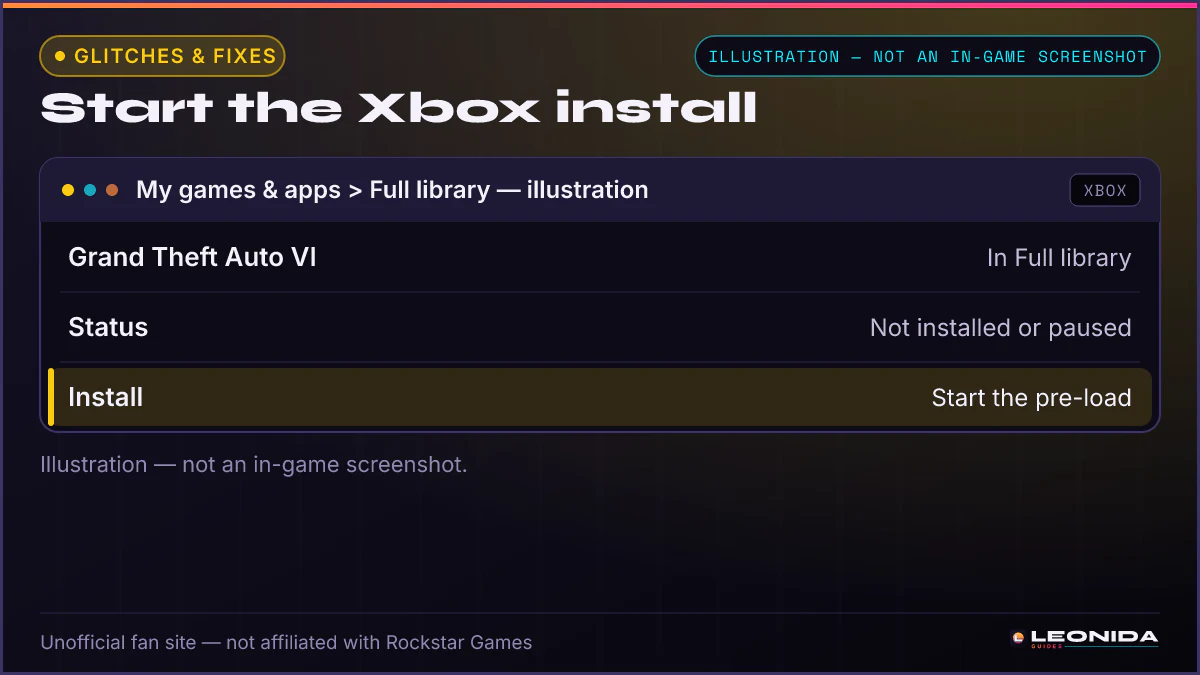 GLITCHES & FIXES
ILLUSTRATION — NOT AN IN-GAME SCREENSHOT
Start the Xbox install
My games & apps > Full library — illustration
XBOX
Grand Theft Auto VI
In Full library
Status
Not installed or paused
Install
Start the pre-load
Illustration — not an in-game screenshot.
Unofficial fan site — not affiliated with Rockstar Games
LEONIDA
GUIDES